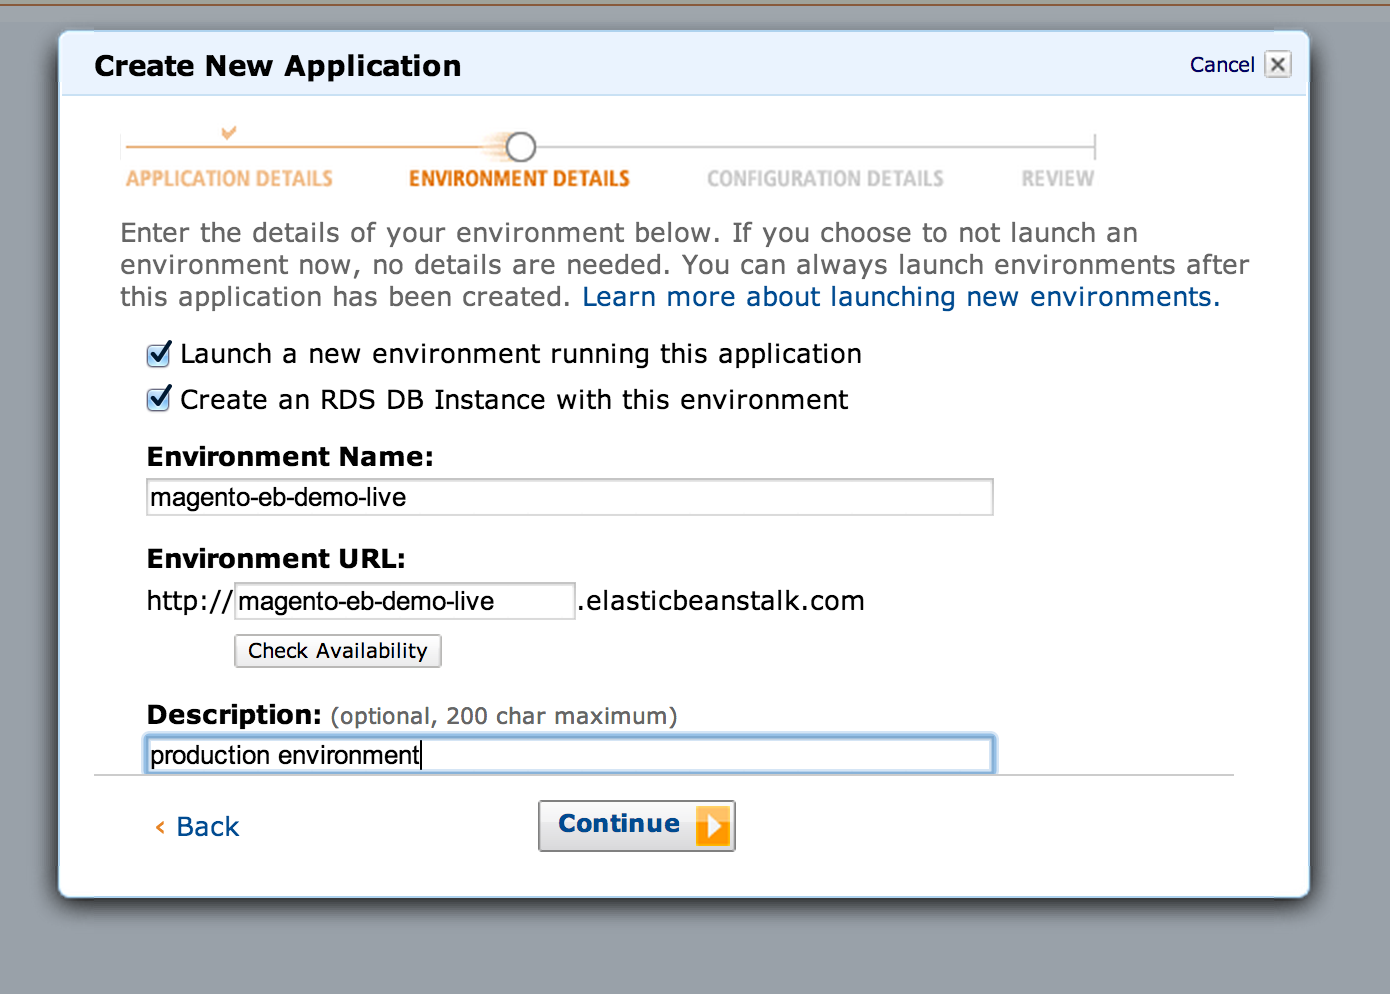 Create New Application
Cancel
APPLICATION DETAILS
ENVIRONMENT DETAILS
CONFIGURATION DETAILS
REVIEW
Enter the details of your environment below. If you choose to not launch an
environment now, no details are needed. You can always launch environments after
this application has been created. Learn more about launching new environments.
Launch a new environment running this application
Create an RDS DB Instance with this environment
Environment Name:
magento-eb-demo-live
Environment URL:
http://magento-eb-demo-live.elasticbeanstalk.com
Check Availability
Description: (optional, 200 char maximum)
production environment
Back
Continue